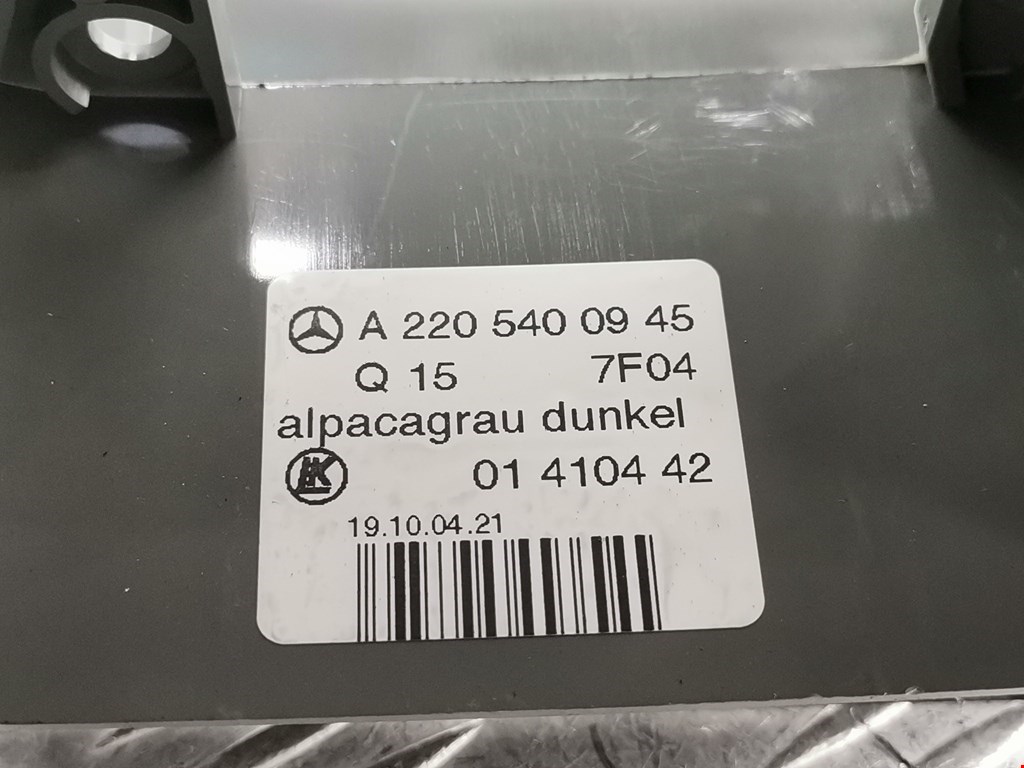 A 220 540 09 45
Q 15 7F04
alpacagrau dunkel
01 4104 42
19.10.04.21